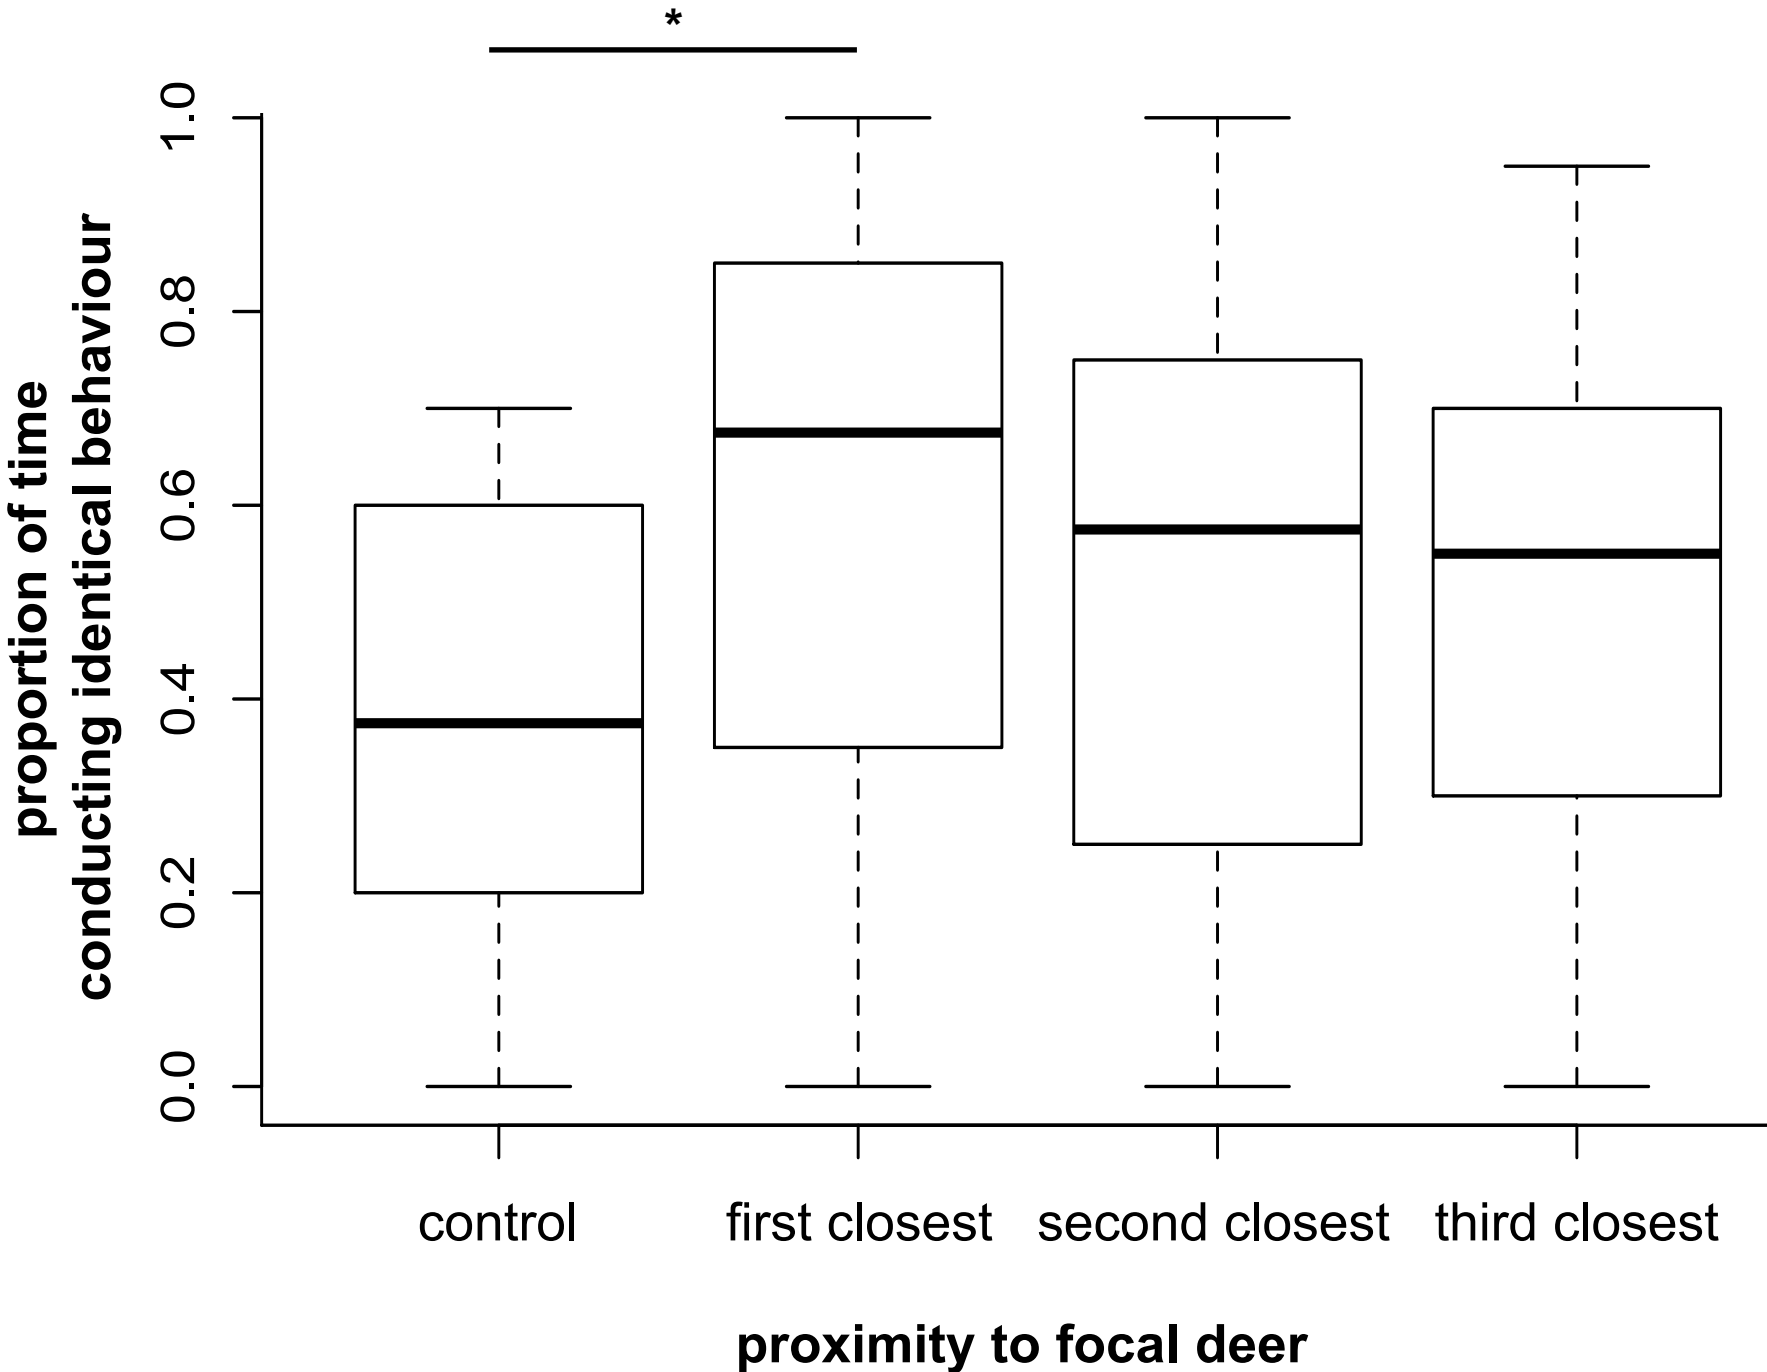 *
1.0
0.8
0.6
0.4
0.2
0.0
proportion of time
conducting identical behaviour
control
first closest
second closest
third closest
proximity to focal deer